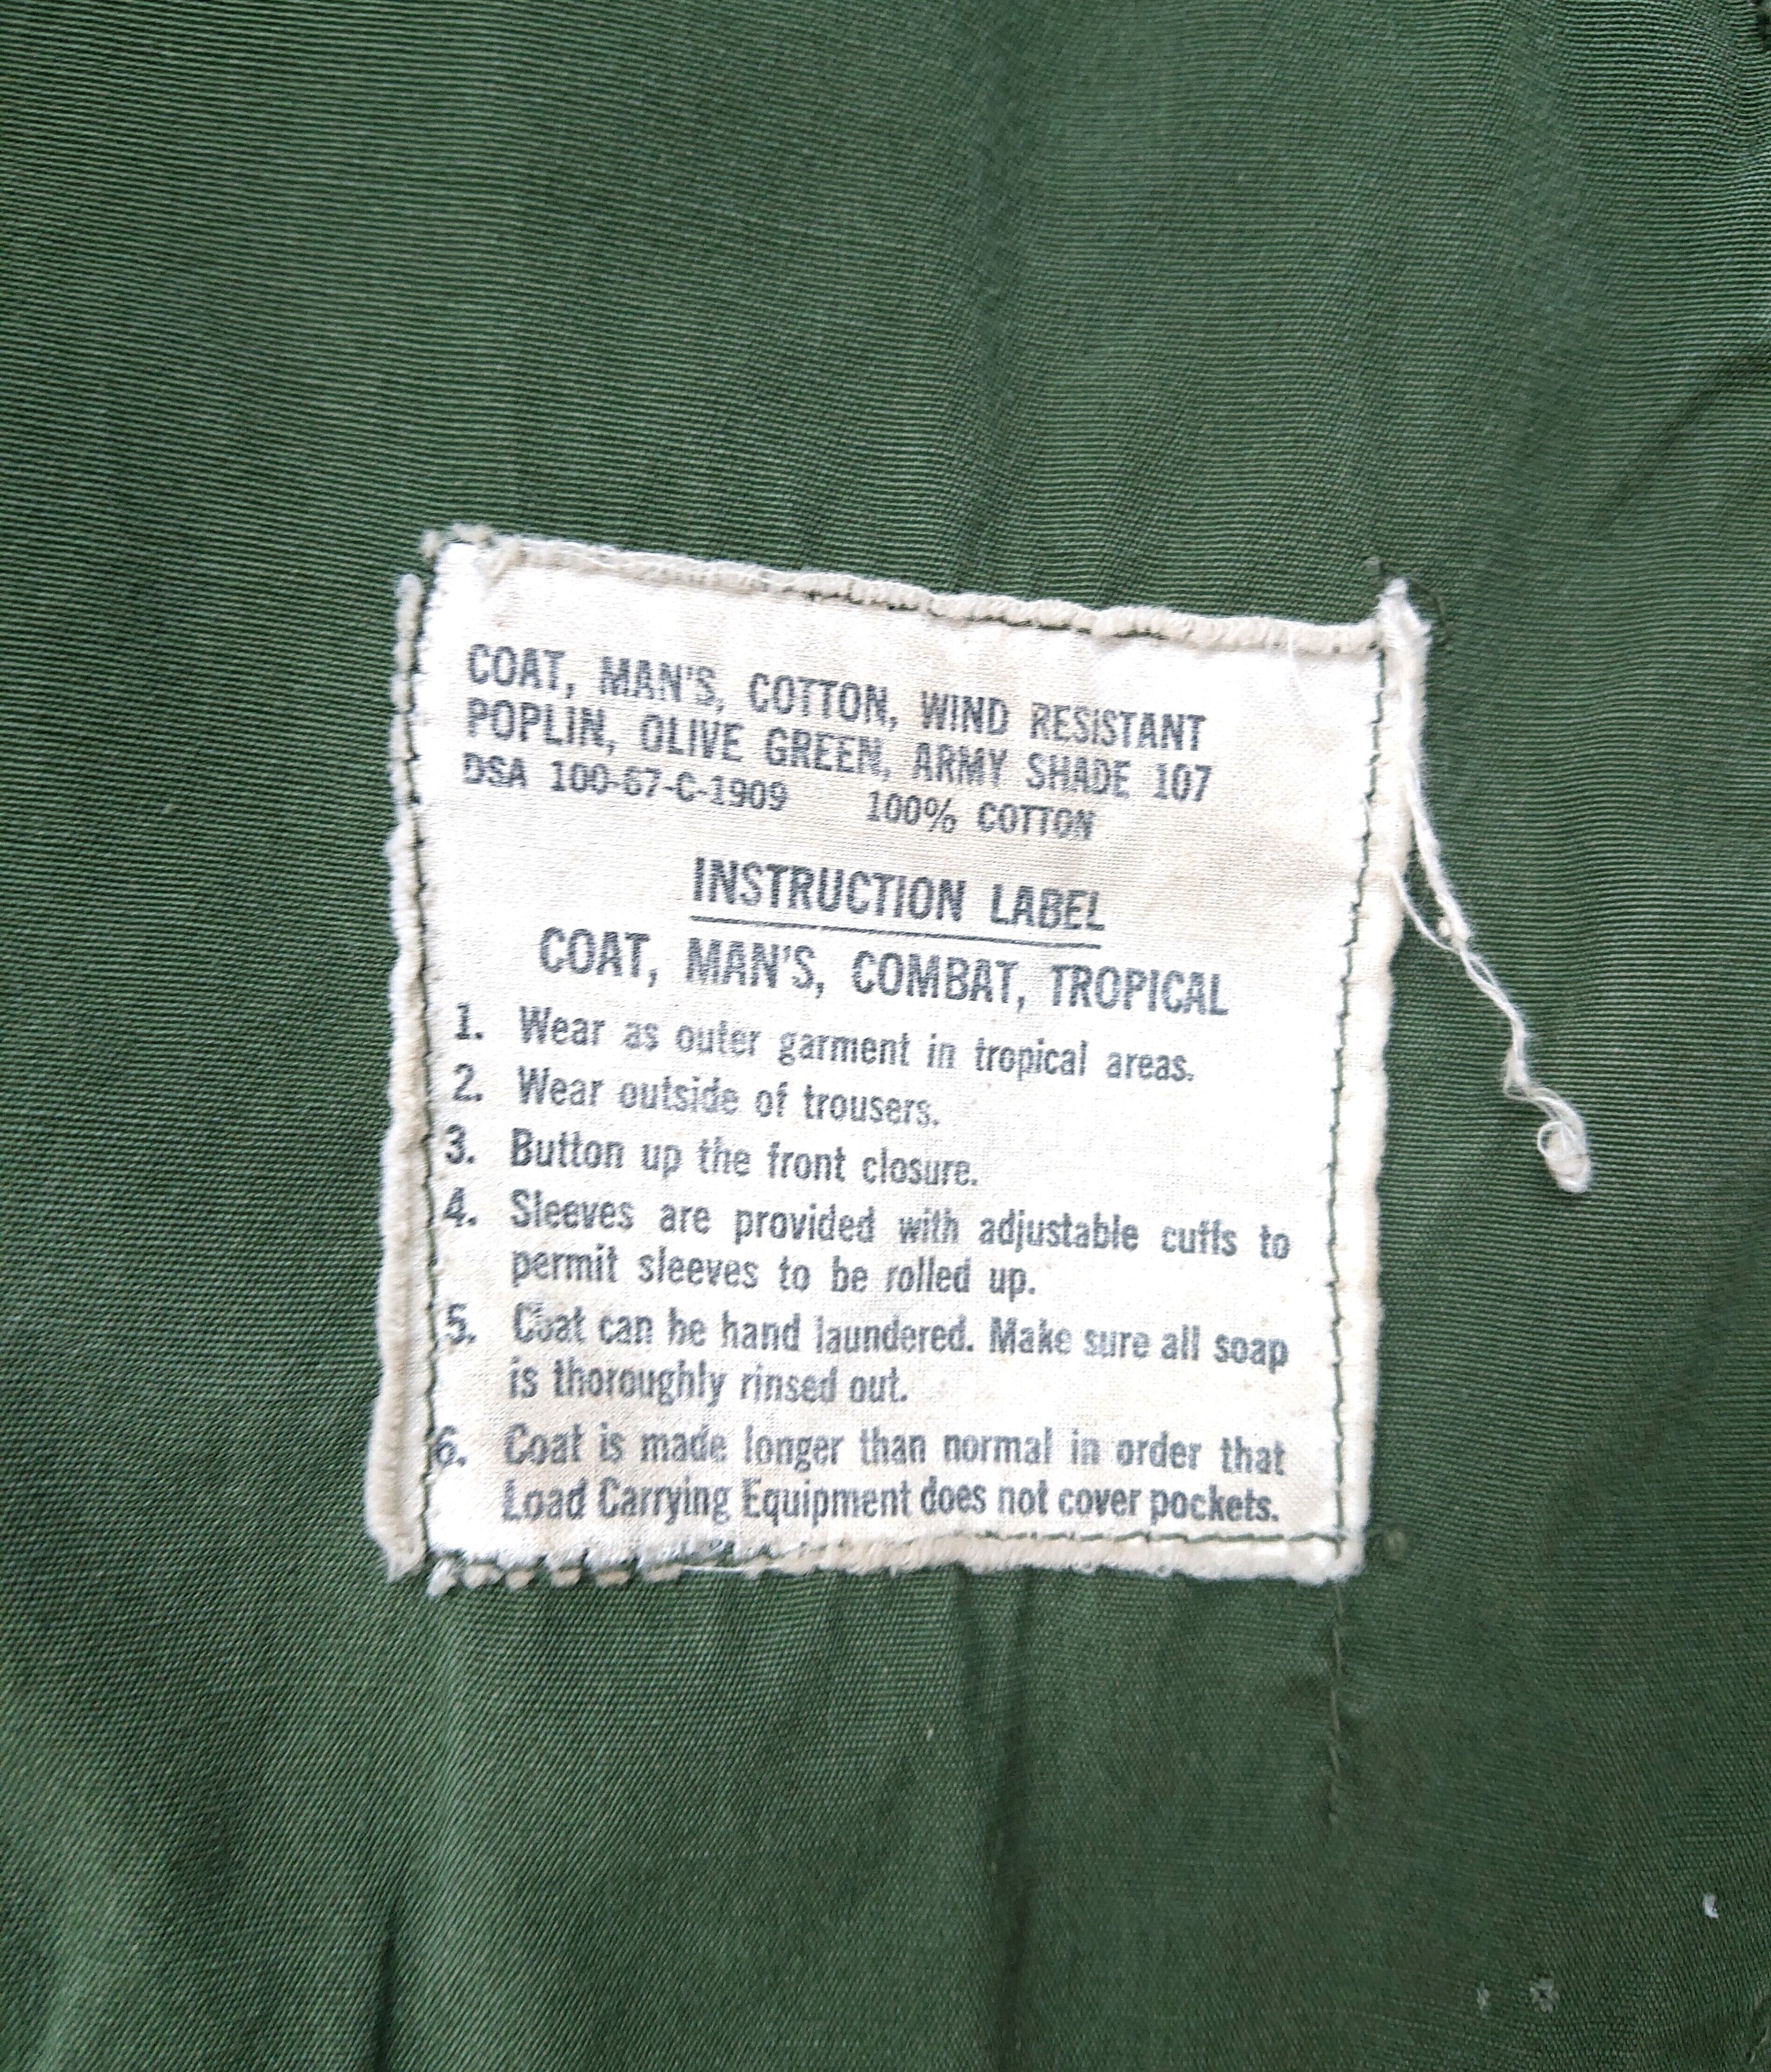 COAT, MAN'S, COTTON, WIND RESISTANT
POPLIN, OLIVE GREEN, ARMY SHADE 107
DSA 100-67-C-1909 100% COTTON
INSTRUCTION LABEL
COAT, MAN'S, COMBAT, TROPICAL
1. Wear as outer garment in tropical areas.
2. Wear outside of trousers.
3. Button up the front closure.
4. Sleeves are provided with adjustable cuffs to
permit sleeves to be rolled up.
5. Coat can be hand laundered. Make sure all soap
is thoroughly rinsed out.
6. Coat is made longer than normal in order that
Load Carrying Equipment does not cover pockets.